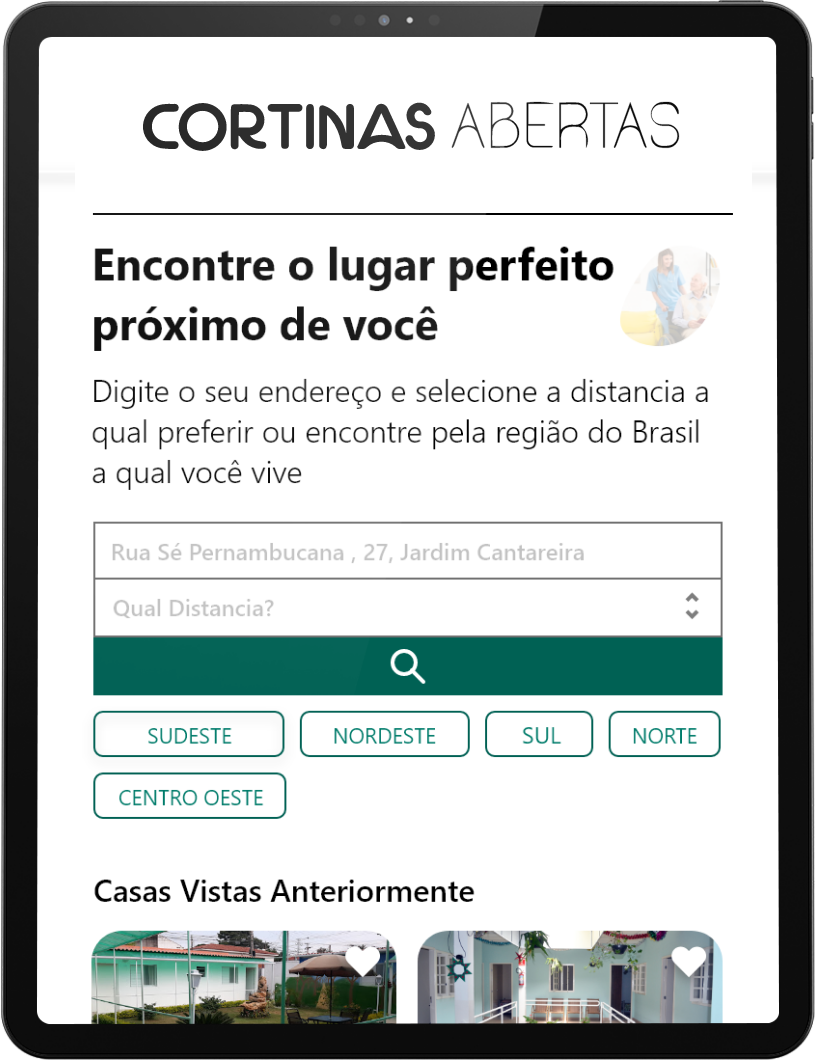 CORTINAS ABERTAS
Encontre o lugar perfeito
próximo de você
Digite o seu endereço e selecione a distancia a
qual preferir ou encontre pela região do Brasil
a qual você vive
Rua Sé Pernambucana , 27, Jardim Cantareira
Qual Distancia?
SUDESTE NORDESTE SUL NORTE
CENTRO OESTE
Casas Vistas Anteriormente